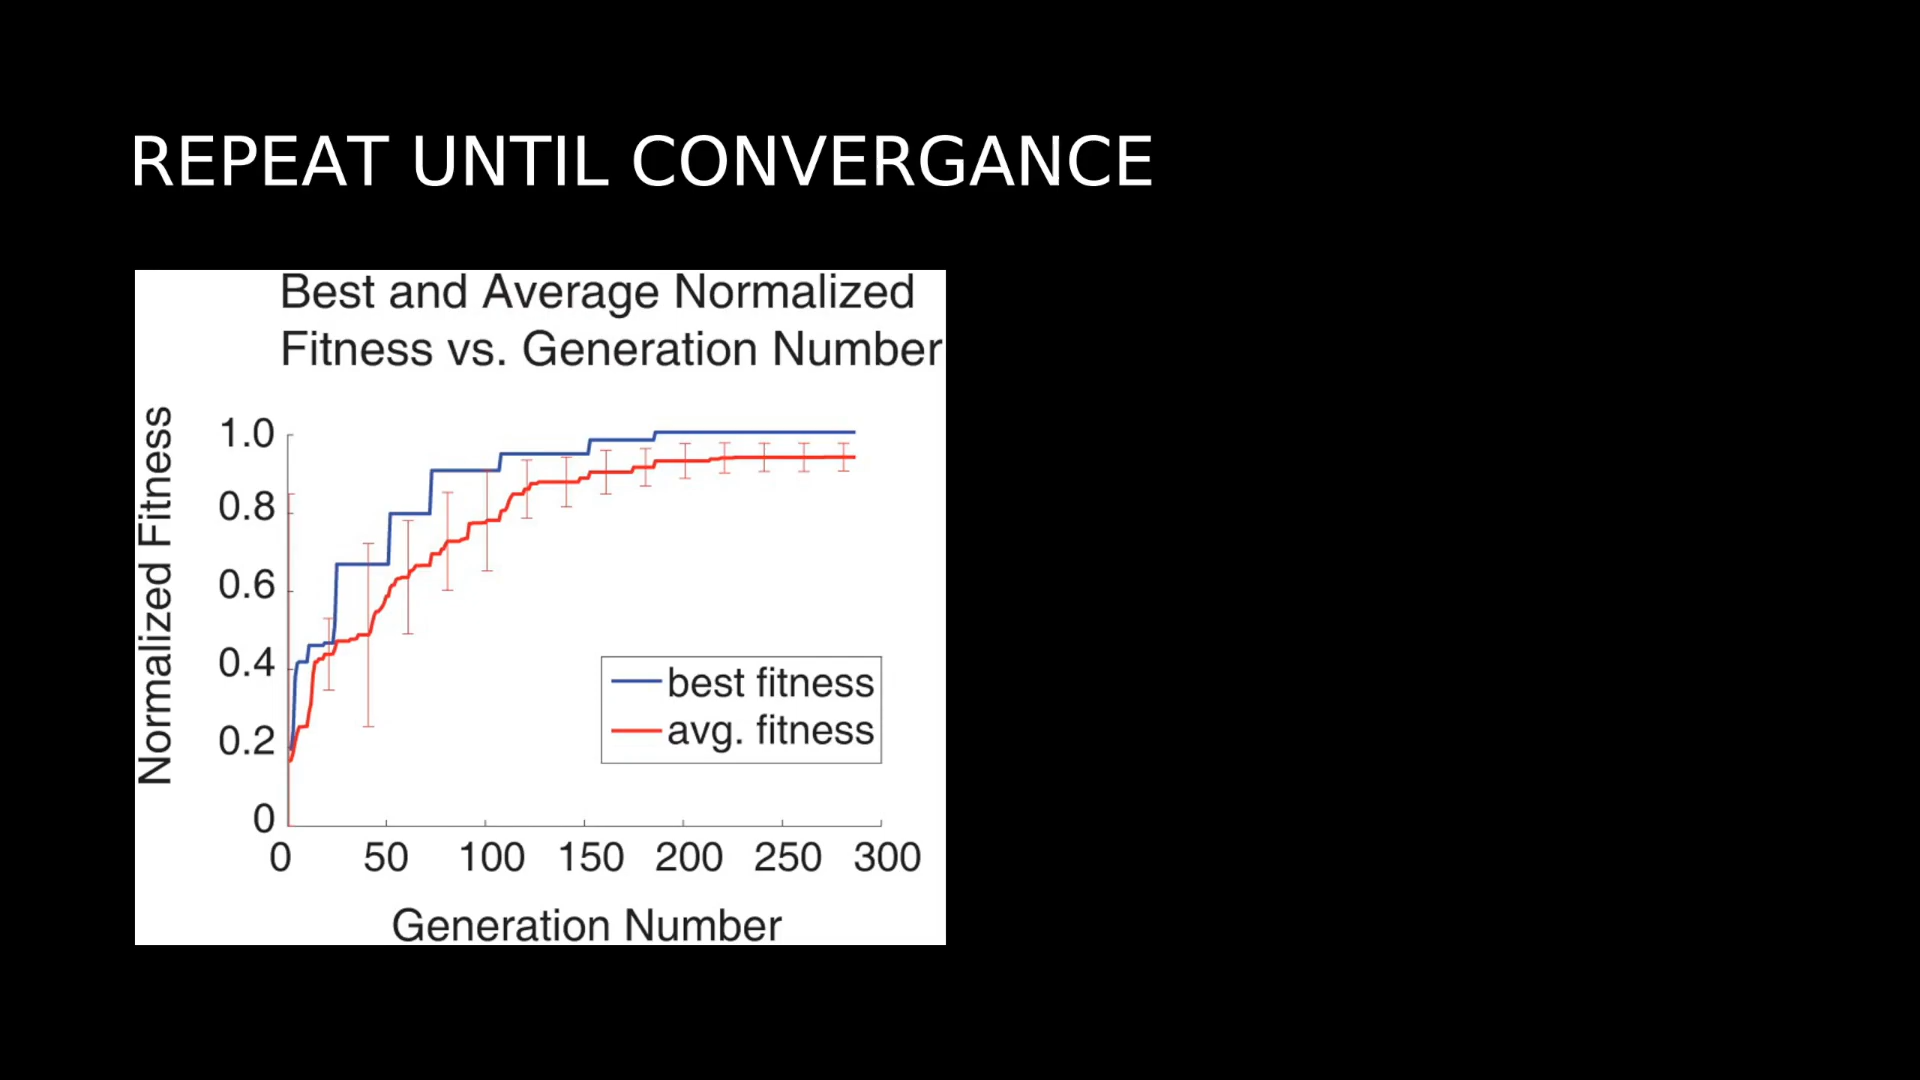 REPEAT UNTIL CONVERGANCE
Best and Average Normalized
Fitness vs. Generation Number
Normalized Fitness
1.0
0.8
0.6
0.4
0.2
0
best fitness
avg. fitness
0 50 100 150 200 250 300
Generation Number